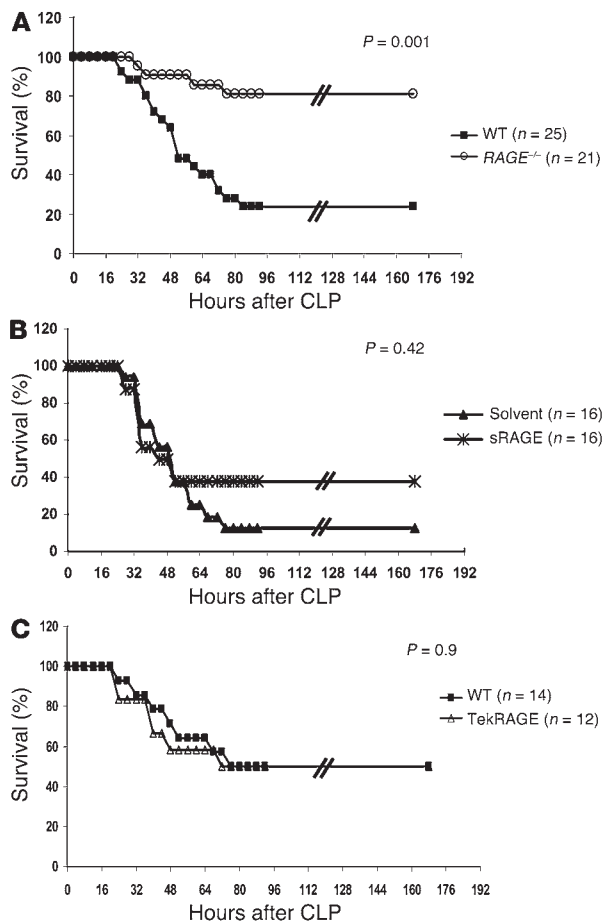 A
120
100
80
60
40
20
0
Survival (%)
P = 0.001
WT (n = 25)
RAGE–/– (n = 21)
0 16 32 48 64 80 96 112 128 144 160 176 192
Hours after CLP
B
120
100
80
60
40
20
0
Survival (%)
P = 0.42
Solvent (n = 16)
sRAGE (n = 16)
0 16 32 48 64 80 96 112 128 144 160 176 192
Hours after CLP
C
120
100
80
60
40
20
0
Survival (%)
P = 0.9
WT (n = 14)
TekRAGE (n = 12)
0 16 32 48 64 80 96 112 128 144 160 176 192
Hours after CLP